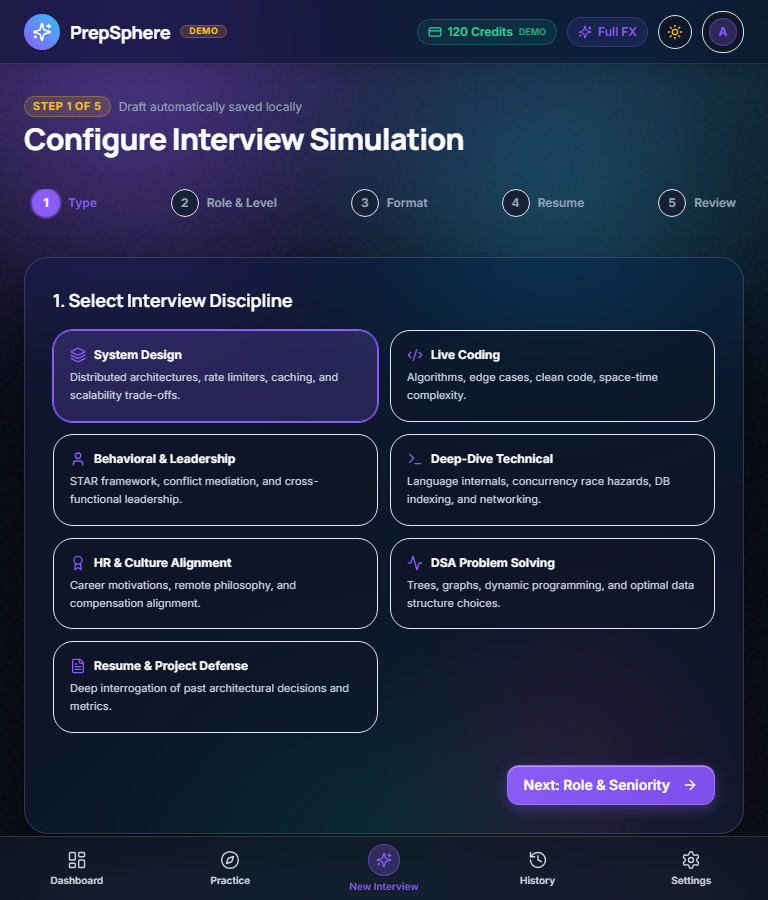 PrepSphere DEMO
120 Credits DEMO
Full FX
A
STEP 1 OF 5 Draft automatically saved locally
Configure Interview Simulation
1 Type
2 Role & Level
3 Format
4 Resume
5 Review
1. Select Interview Discipline
System Design
Distributed architectures, rate limiters, caching, and
scalability trade-offs.
Live Coding
Algorithms, edge cases, clean code, space-time
complexity.
Behavioral & Leadership
STAR framework, conflict mediation, and cross-
functional leadership.
Deep-Dive Technical
Language internals, concurrency race hazards, DB
indexing, and networking.
HR & Culture Alignment
Career motivations, remote philosophy, and
compensation alignment.
DSA Problem Solving
Trees, graphs, dynamic programming, and optimal data
structure choices.
Resume & Project Defense
Deep interrogation of past architectural decisions and
metrics.
Next: Role & Seniority
Dashboard
Practice
New Interview
History
Settings